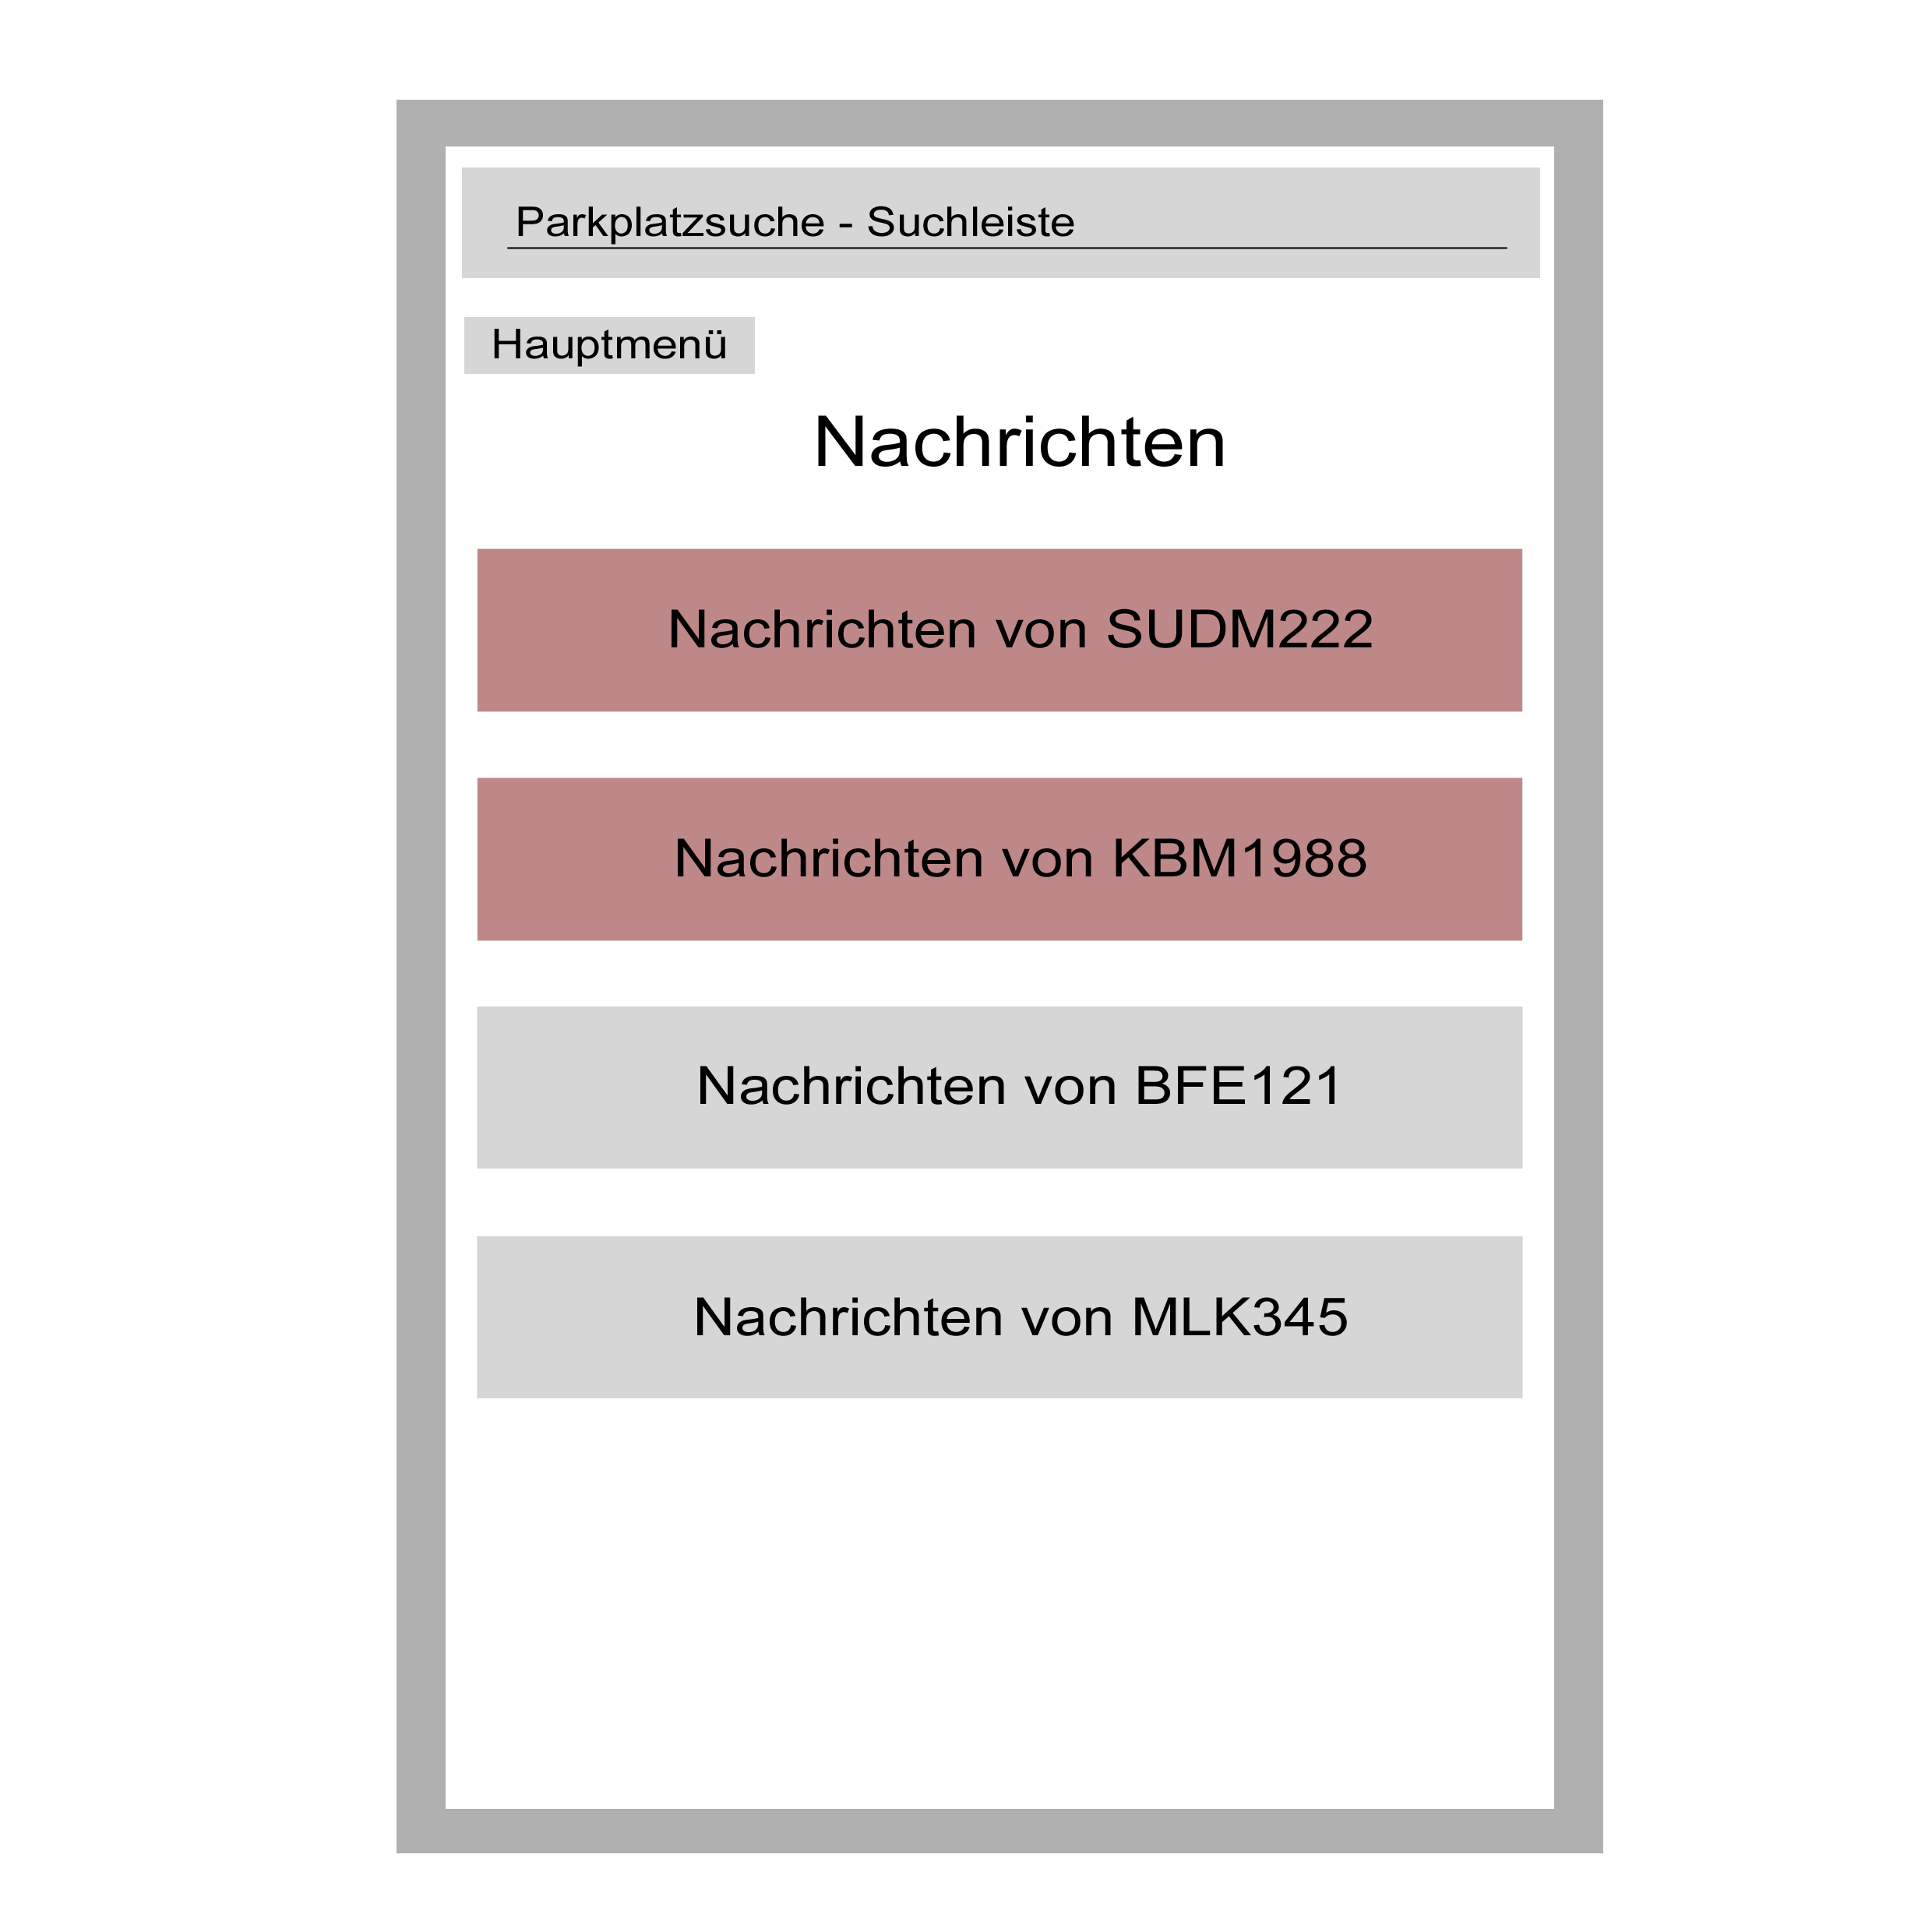 Parkplatzsuche - Suchleiste
Hauptmenü
Nachrichten
Nachrichten von SUDM222
Nachrichten von KBM1988
Nachrichten von BFE121
Nachrichten von MLK345